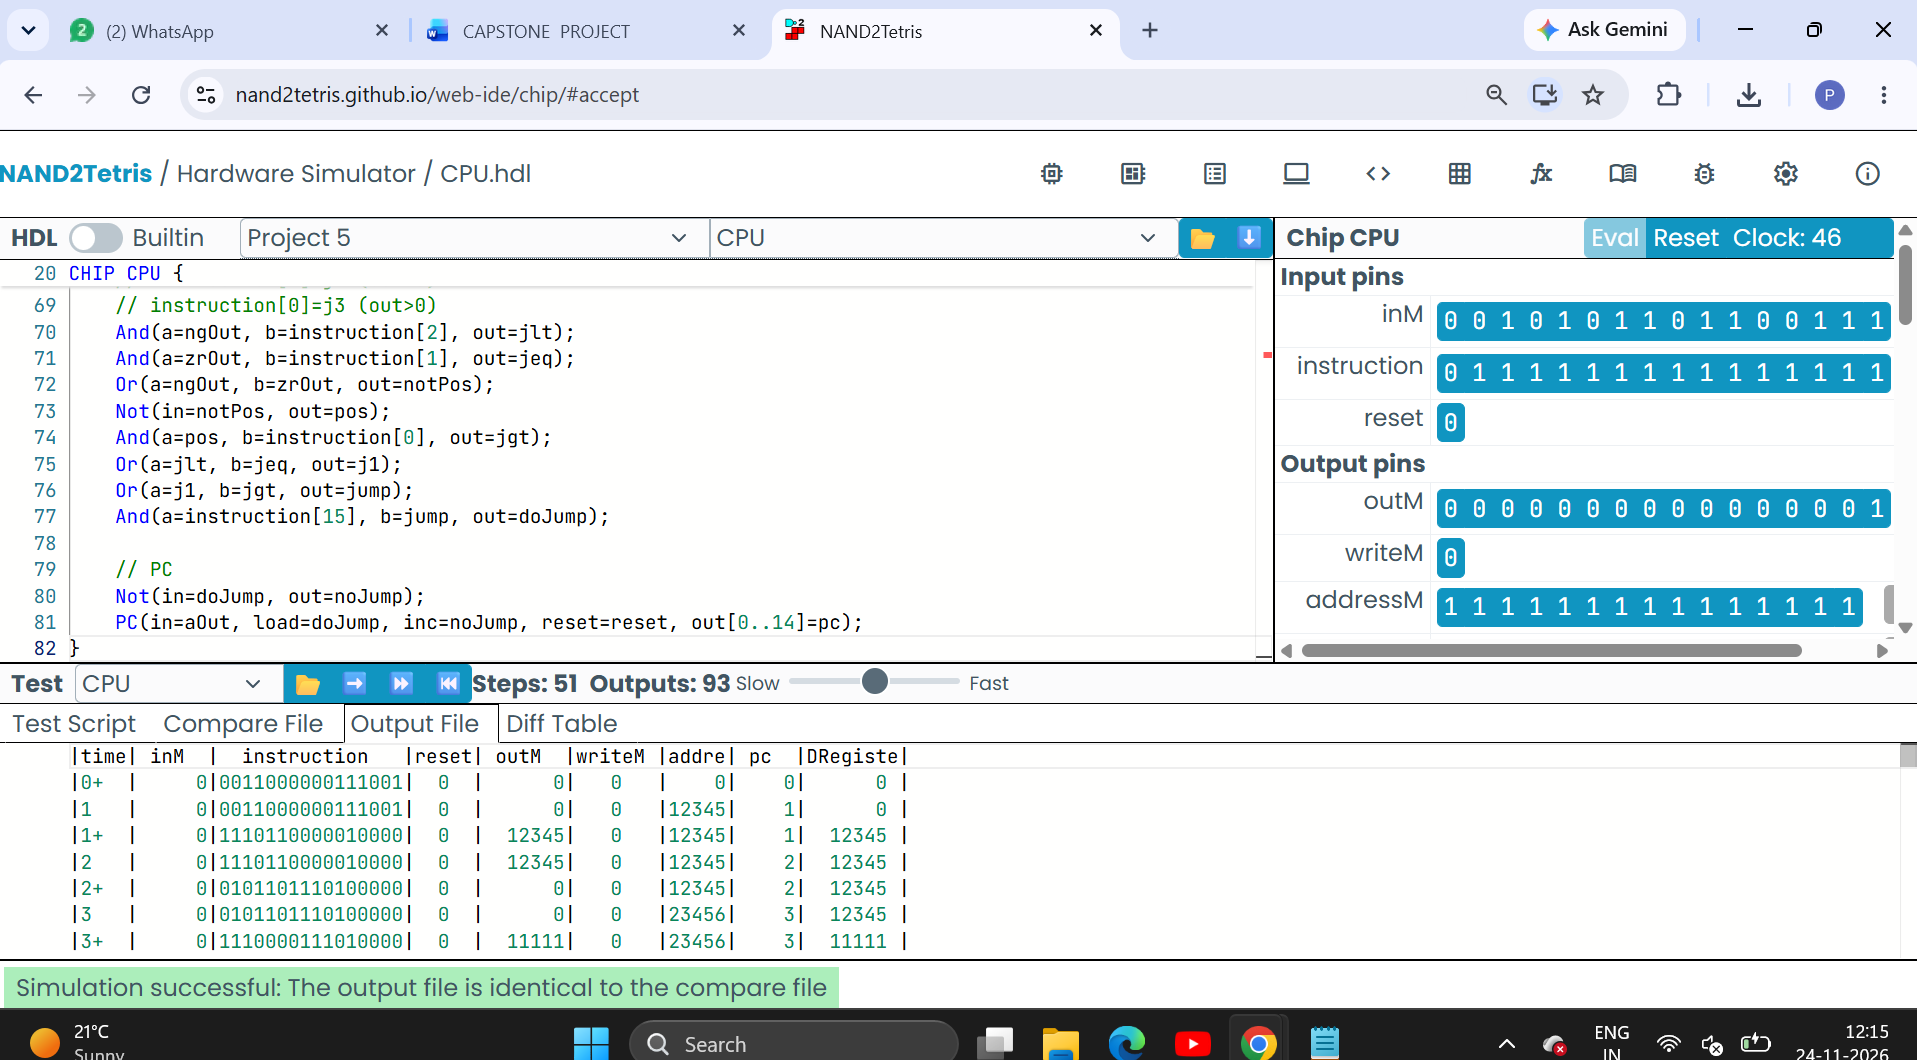 2 (2) WhatsApp
CAPSTONE PROJECT
NAND2Tetris
Ask Gemini
nand2tetris.github.io/web-ide/chip/#accept
P
NAND2Tetris / Hardware Simulator / CPU.hdl
HDL Builtin
Project 5
CPU
Chip CPU
Eval Reset Clock: 46
20 CHIP CPU {
69 // instruction[0]=j3 (out>0)
70 And(a=ngOut, b=instruction[2], out=jlt);
71 And(a=zrOut, b=instruction[1], out=jeq);
72 Or(a=ngOut, b=zrOut, out=notPos);
73 Not(in=notPos, out=pos);
74 And(a=pos, b=instruction[0], out=jgt);
75 Or(a=jlt, b=jeq, out=j1);
76 Or(a=j1, b=jgt, out=jump);
77 And(a=instruction[15], b=jump, out=doJump);
78
79 // PC
80 Not(in=doJump, out=noJump);
81 PC(in=aOut, load=doJump, inc=noJump, reset=reset, out[0..14]=pc);
82 }
Input pins
inM 0 0 1 0 1 0 1 1 0 1 1 0 0 1 1 1
instruction 0 1 1 1 1 1 1 1 1 1 1 1 1 1 1 1
reset 0
Output pins
outM 0 0 0 0 0 0 0 0 0 0 0 0 0 0 0 1
writeM 0
addressM 1 1 1 1 1 1 1 1 1 1 1 1 1 1 1
Test CPU Steps: 51 Outputs: 93 Slow Fast
Test Script Compare File Output File Diff Table
|time| inM | instruction |reset| outM |writeM |addre| pc |DRegiste|
|0+ | 0|0011000000111001| 0 | 0| 0 | 0| 0| 0 |
|1 | 0|0011000000111001| 0 | 0| 0 |12345| 1| 0 |
|1+ | 0|1110110000010000| 0 | 12345| 0 |12345| 1| 12345 |
|2 | 0|1110110000010000| 0 | 12345| 0 |12345| 2| 12345 |
|2+ | 0|0101101110100000| 0 | 0| 0 |12345| 2| 12345 |
|3 | 0|0101101110100000| 0 | 0| 0 |23456| 3| 12345 |
|3+ | 0|1110000111010000| 0 | 11111| 0 |23456| 3| 11111 |
Simulation successful: The output file is identical to the compare file
21°C
Sunny
Search
ENG
IN
12:15
24-11-2026